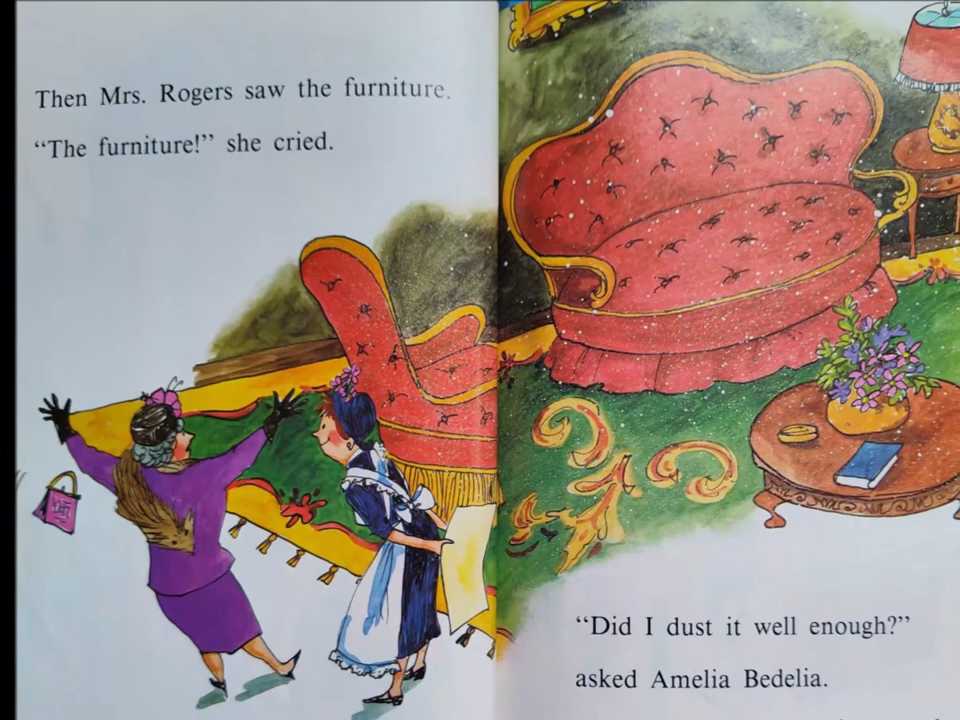 Then Mrs. Rogers saw the furniture.
“The furniture!” she cried.
“Did I dust it well enough?”
asked Amelia Bedelia.